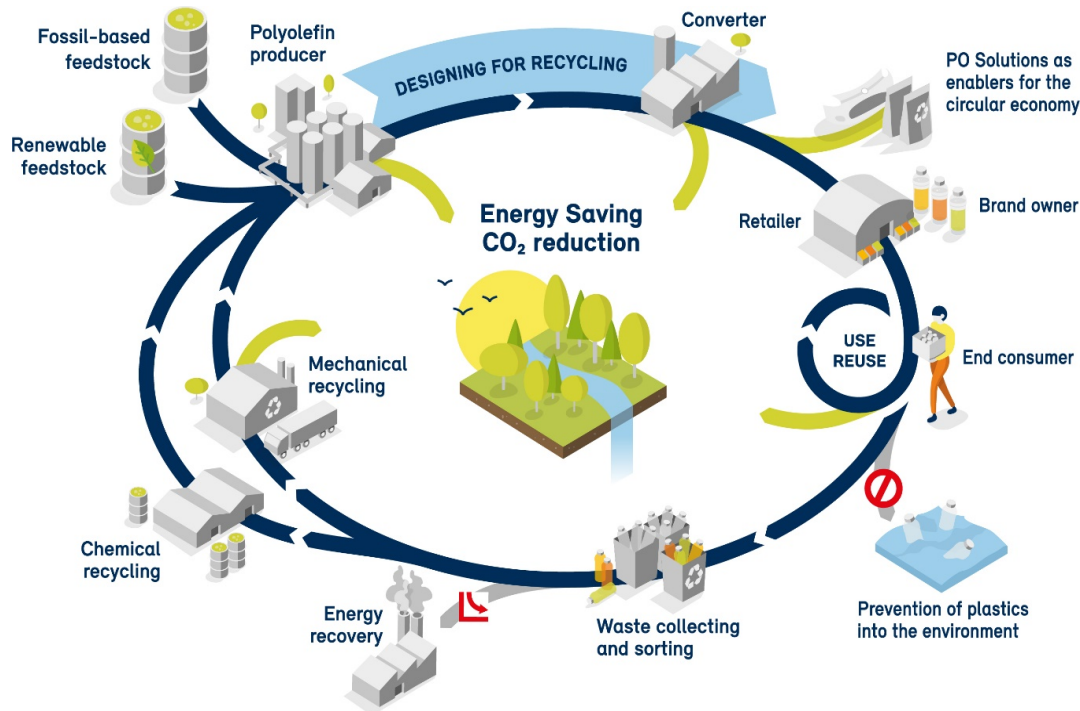 Fossil-based
feedstock
Polyolefin
producer
DESIGNING FOR RECYCLING
Converter
PO Solutions as
enablers for the
circular economy
Renewable
feedstock
Energy Saving
CO₂ reduction
Retailer
Brand owner
USE
REUSE
End consumer
Mechanical
recycling
Chemical
recycling
Energy
recovery
Waste collecting
and sorting
Prevention of plastics
into the environment